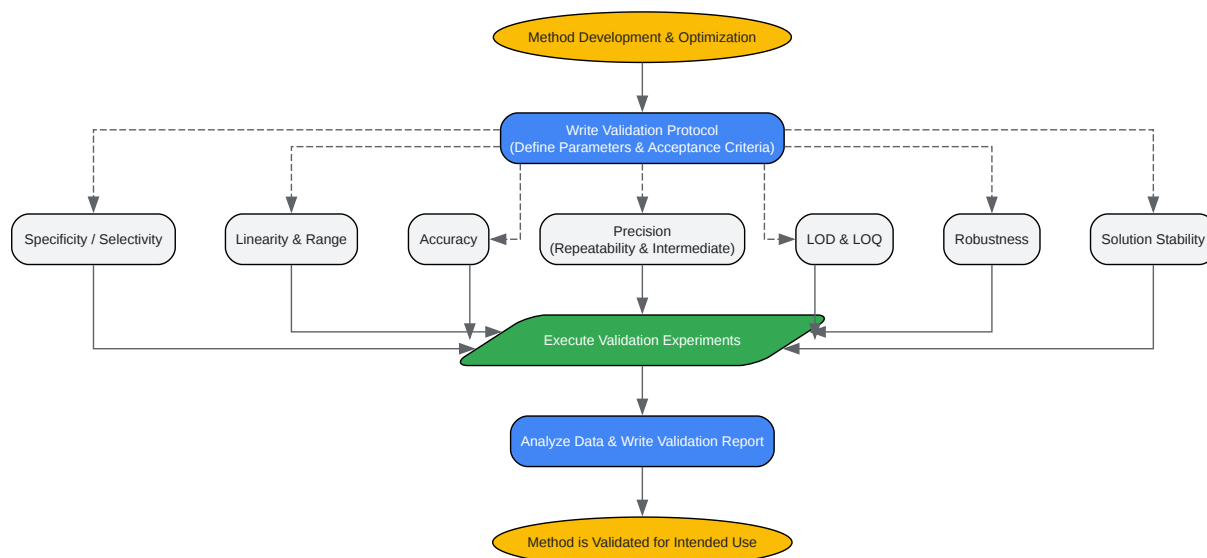 Method Development & Optimization
Write Validation Protocol
(Define Parameters & Acceptance Criteria)
Specificity / Selectivity
Linearity & Range
Accuracy
Precision
(Repeatability & Intermediate)
LOD & LOQ
Robustness
Solution Stability
Execute Validation Experiments
Analyze Data & Write Validation Report
Method is Validated for Intended Use